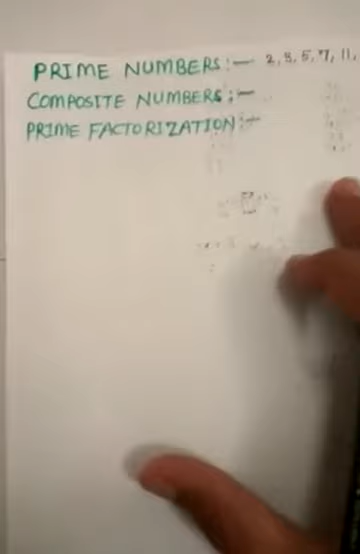 PRIME NUMBERS:- 2, 3, 5, 7, 11,
COMPOSITE NUMBERS:-
PRIME FACTORIZATION:-